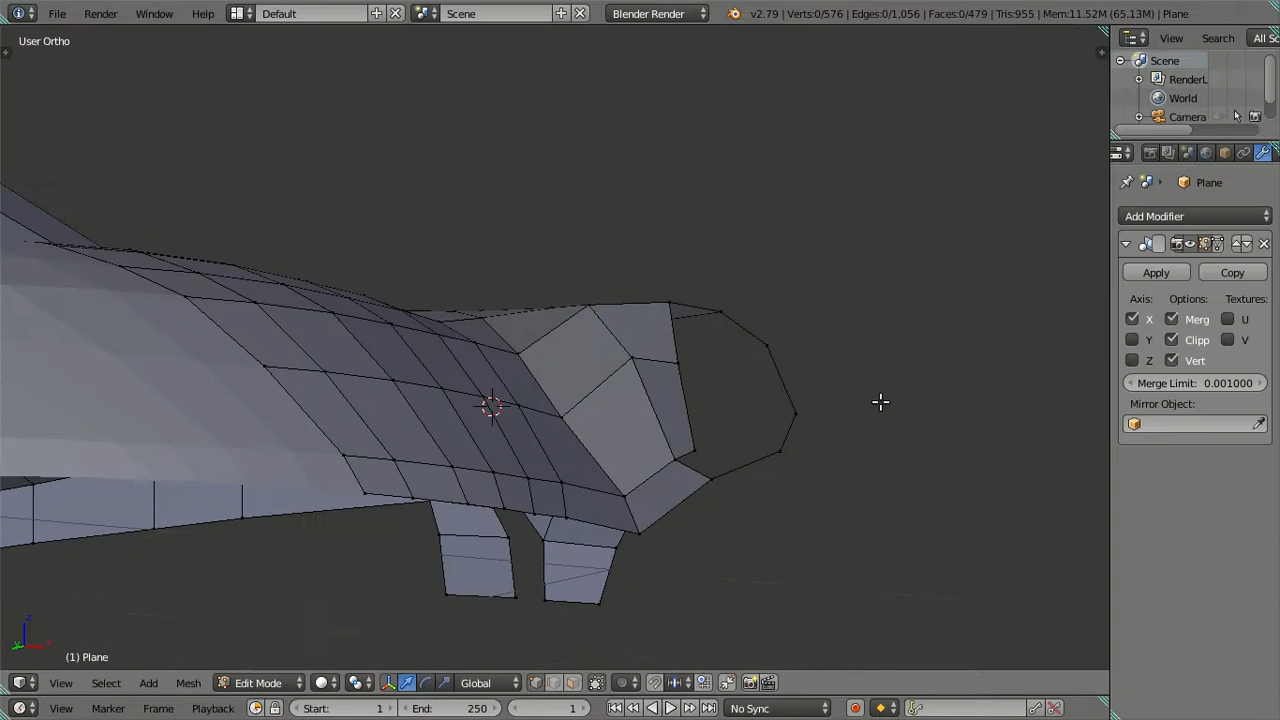 File Render Window Help Default Scene Blender Render v2.79 | Verts:0/576 | Edges:0/1,056 | Faces:0/479 | Tris:955 | Mem:11.52M (65.13M) | Plane
User Ortho
View Search All Sc
Scene
RenderL
World
Camera
Plane
Add Modifier
Apply Copy
Axis: Options: Textures:
X Merg U
Y Clipp V
Z Vert
Merge Limit: 0.001000
Mirror Object:
(1) Plane
View Select Add Mesh Edit Mode Global
View Marker Frame Playback Start: 1 End: 250 1 No Sync